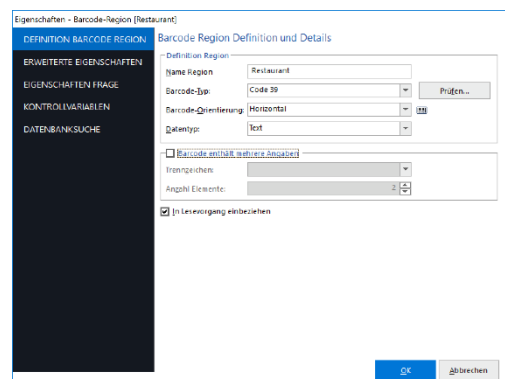 Eigenschaften - Barcode-Region [Restaurant]
DEFINITION BARCODE REGION
ERWEITERTE EIGENSCHAFTEN
EIGENSCHAFTEN FRAGE
KONTROLLVARIABLEN
DATENBANKSUCHE
Barcode Region Definition und Details
Definition Region
Name Region Restaurant
Barcode-Typ: Code 39 Prüfen...
Barcode-Orientierung: Horizontal
Datentyp: Text
Barcode enthält mehrere Angaben
Trennzeichen:
Anzahl Elemente: 2
In Lesevorgang einbeziehen
OK Abbrechen